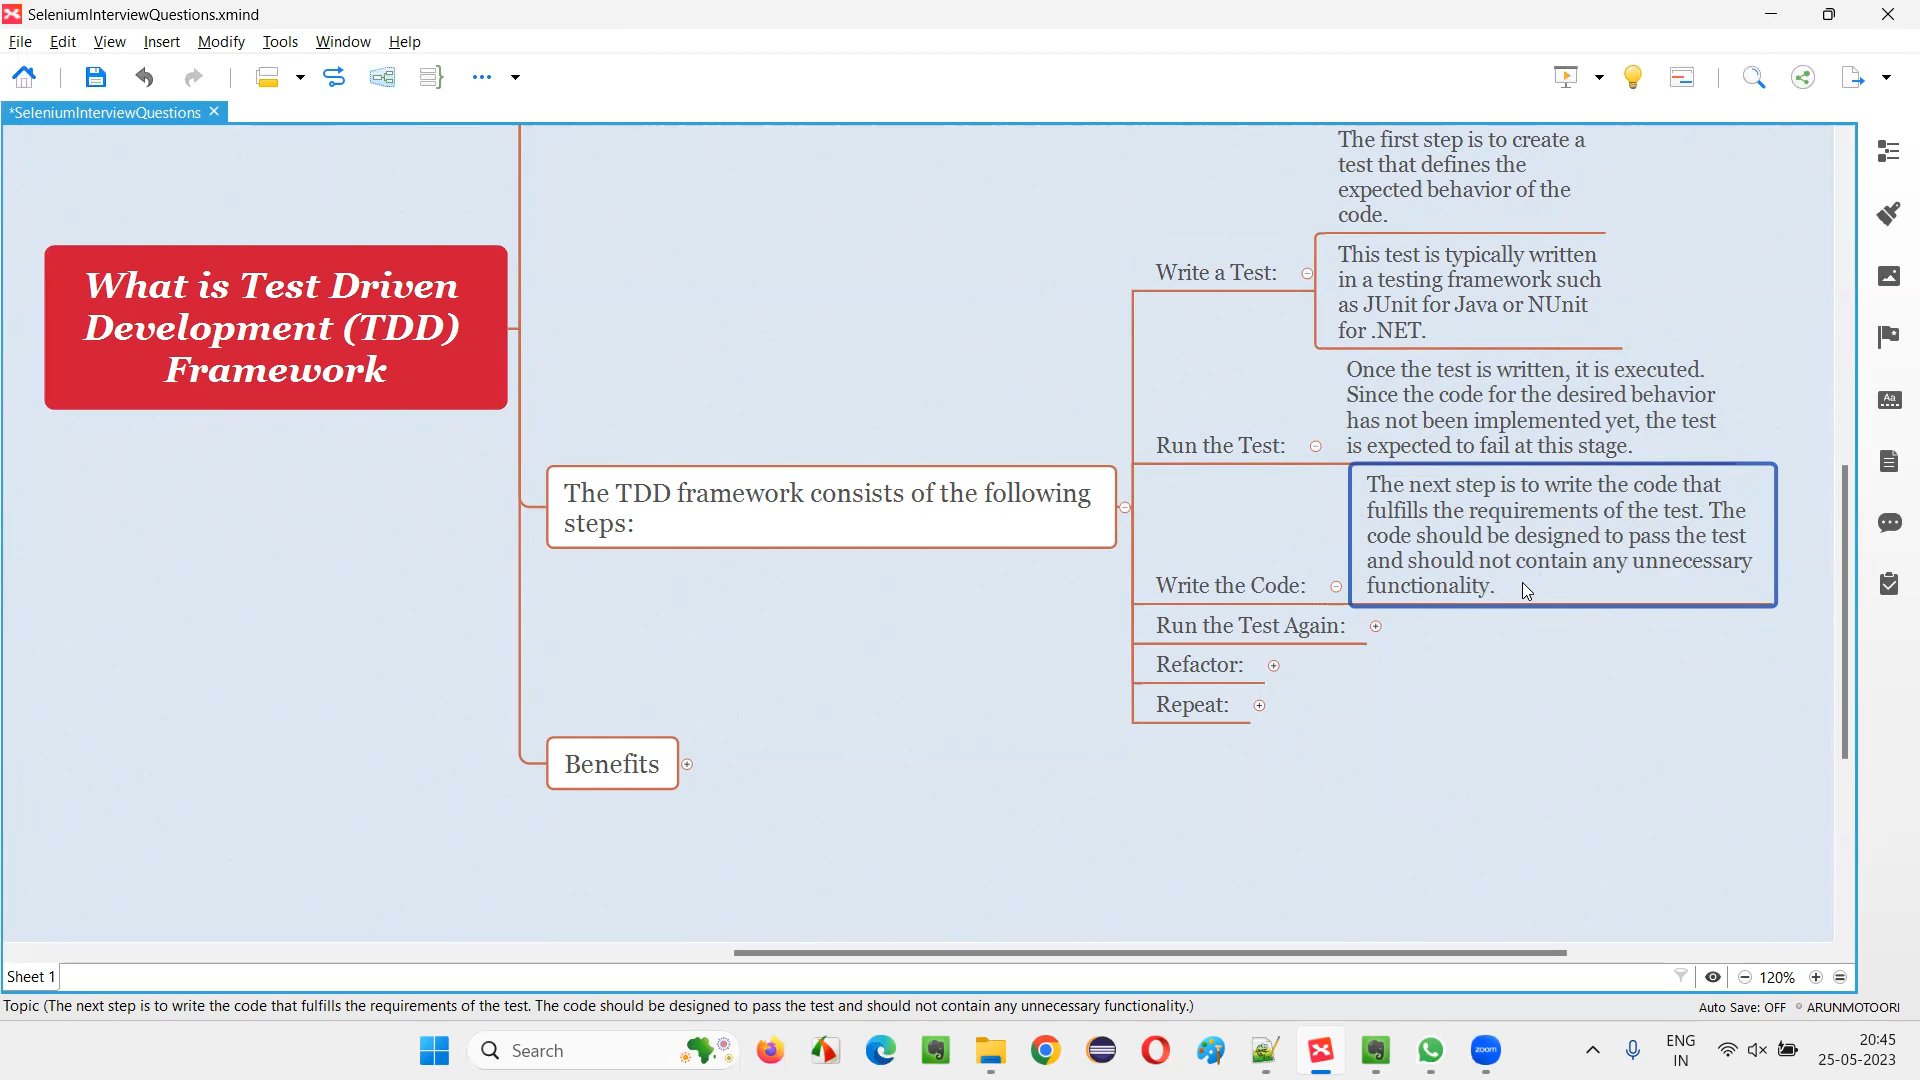 SeleniumInterviewQuestions.xmind
File Edit View Insert Modify Tools Window Help
*SeleniumInterviewQuestions
What is Test Driven
Development (TDD)
Framework
The TDD framework consists of the following
steps:
Benefits
Write a Test:
The first step is to create a
test that defines the
expected behavior of the
code.
This test is typically written
in a testing framework such
as JUnit for Java or NUnit
for .NET.
Run the Test:
Once the test is written, it is executed.
Since the code for the desired behavior
has not been implemented yet, the test
is expected to fail at this stage.
Write the Code:
The next step is to write the code that
fulfills the requirements of the test. The
code should be designed to pass the test
and should not contain any unnecessary
functionality.
Run the Test Again:
Refactor:
Repeat:
Aa
Sheet 1
120%
Topic (The next step is to write the code that fulfills the requirements of the test. The code should be designed to pass the test and should not contain any unnecessary functionality.)
Auto Save: OFF ARUNMOTOORI
Search
zoom
ENG
IN
20:45
25-05-2023